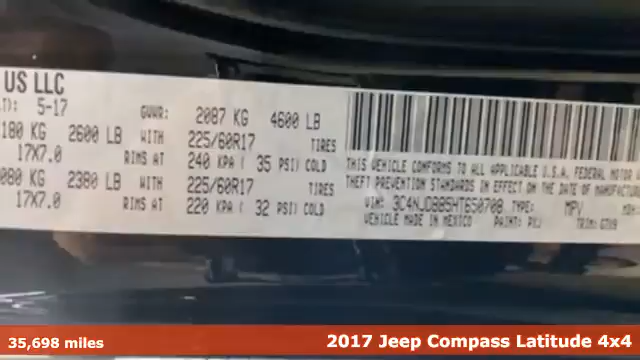 US LLC
5-17
GVWR: 2087 KG 4600 LB
180 KG 2600 LB WITH 225/60R17 TIRES
17X7.0 RIMS AT 240 KPA ( 35 PSI) COLD
080 KG 2380 LB WITH 225/60R17 TIRES
17X7.0 RIMS AT 220 KPA ( 32 PSI) COLD
THIS VEHICLE CONFORMS TO ALL APPLICABLE U.S.A. FEDERAL MOTOR
THEFT PREVENTION STANDARDS IN EFFECT ON THE DATE OF MANUFACTUR
VIN: 3C4NJDBB5HT650708 TYPE: MPV
VEHICLE MADE IN MEXICO PAINT: PXJ TRIM:
35,698 miles
2017 Jeep Compass Latitude 4x4